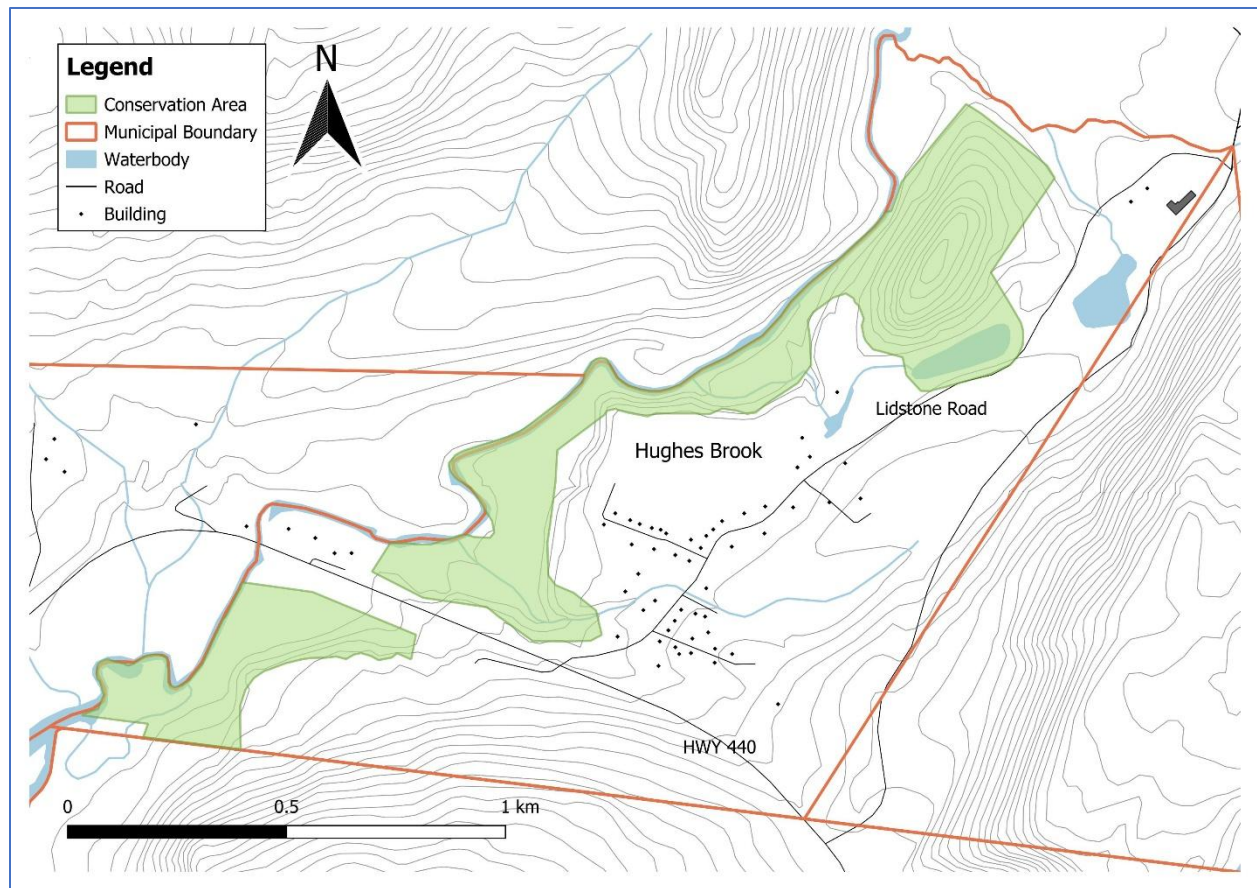 Legend
Conservation Area
Municipal Boundary
Waterbody
Road
Building
N
Lidstone Road
Hughes Brook
HWY 440
0 0.5 1 km